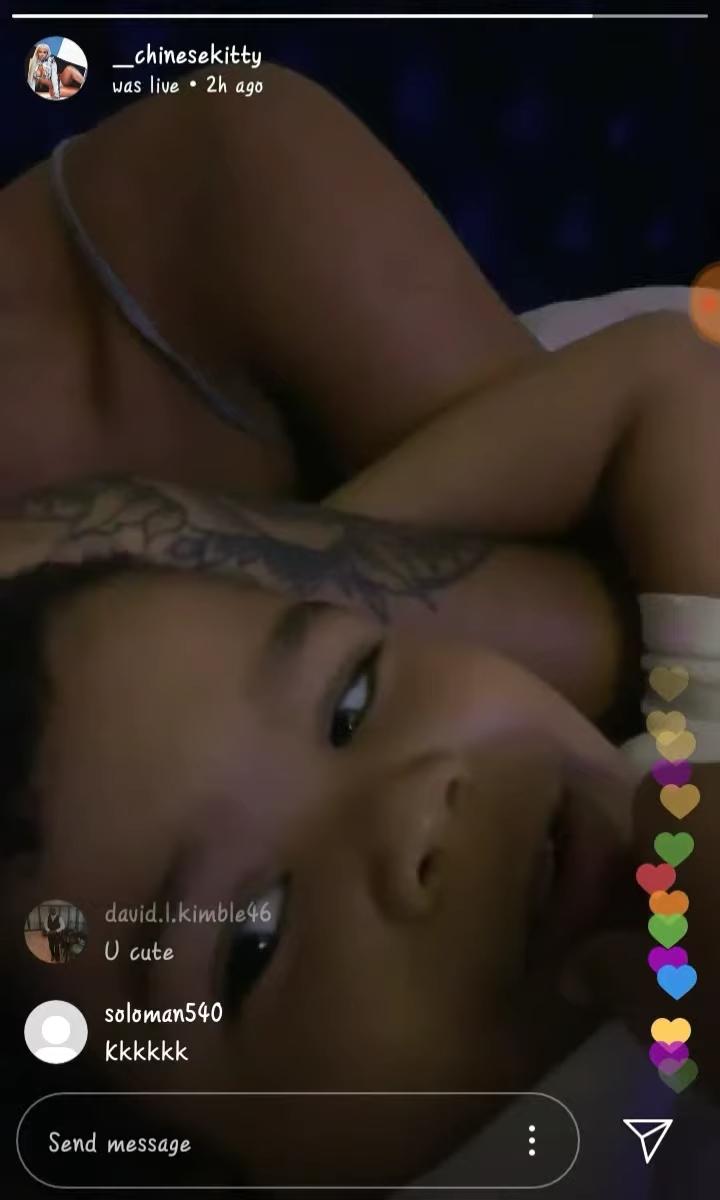 __chinesekitty
was live • 2h ago
david.l.kimble46
U cute
soloman540
Kkkkkk
Send message